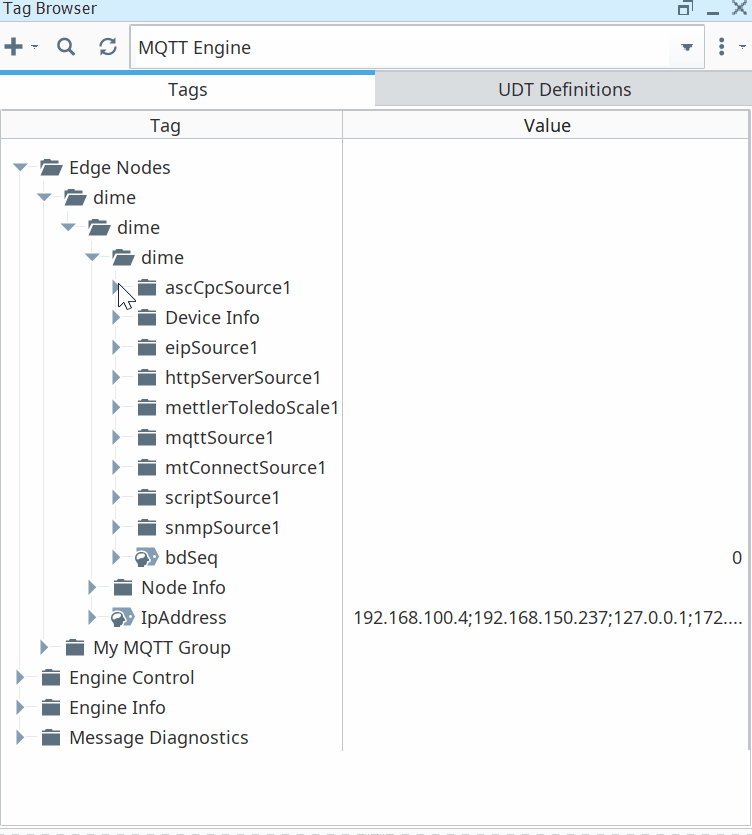 Tag Browser
MQTT Engine
Tags UDT Definitions
Tag Value
Edge Nodes
dime
dime
dime
ascCpcSource1
Device Info
eipSource1
httpServerSource1
mettlerToledoScale1
mqttSource1
mtConnectSource1
scriptSource1
snmpSource1
bdSeq 0
Node Info
IpAddress 192.168.100.4;192.168.150.237;127.0.0.1;172....
My MQTT Group
Engine Control
Engine Info
Message Diagnostics